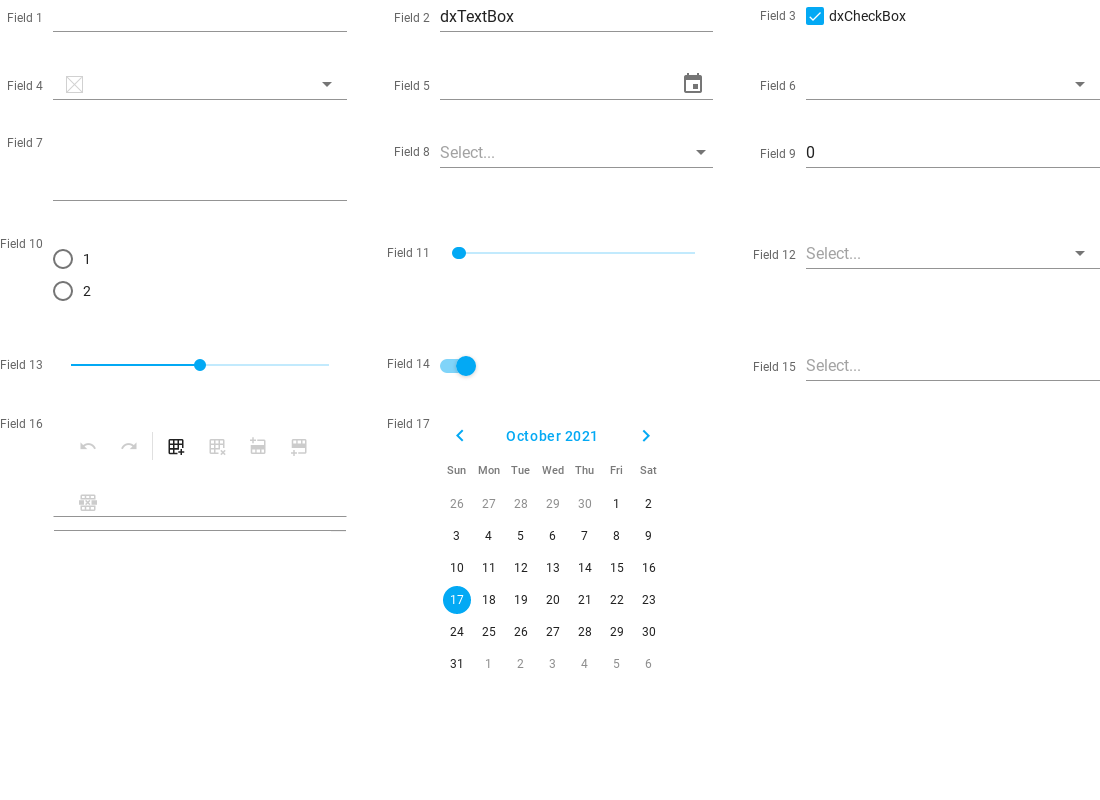 Field 1
Field 2 dxTextBox
Field 3 dxCheckBox
Field 4
Field 5
Field 6
Field 7
Field 8 Select...
Field 9 0
Field 10
1
2
Field 11
Field 12 Select...
Field 13
Field 14
Field 15 Select...
Field 16
Field 17
October 2021
Sun Mon Tue Wed Thu Fri Sat
26 27 28 29 30 1 2
3 4 5 6 7 8 9
10 11 12 13 14 15 16
17 18 19 20 21 22 23
24 25 26 27 28 29 30
31 1 2 3 4 5 6